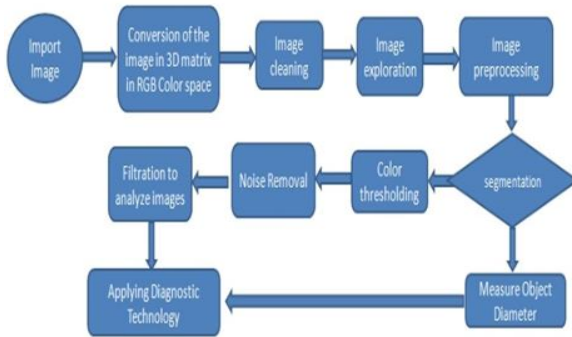 Import
Image
Conversion of the
image in 3D matrix
in RGB Color space
Image
cleaning
Image
exploration
Image
preprocessing
segmentation
Color
thresholding
Noise Removal
Filtration to
analyze images
Applying Diagnostic
Technology
Measure Object
Diameter